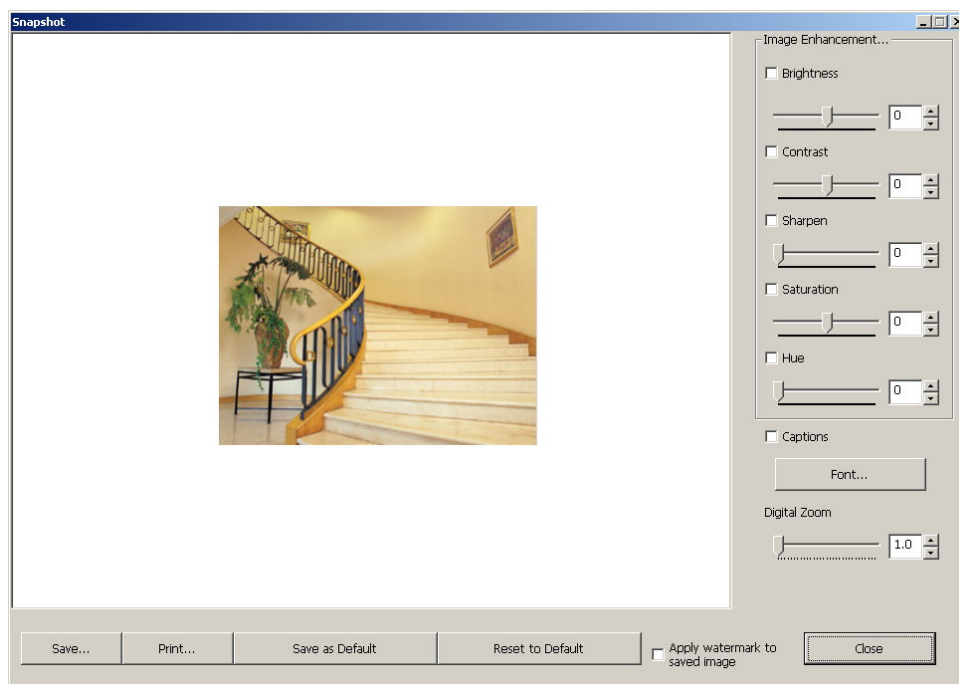 Snapshot
Image Enhancement...
Brightness
0
Contrast
0
Sharpen
0
Saturation
0
Hue
0
Captions
Font...
Digital Zoom
1.0
Save...
Print...
Save as Default
Reset to Default
Apply watermark to
saved image
Close